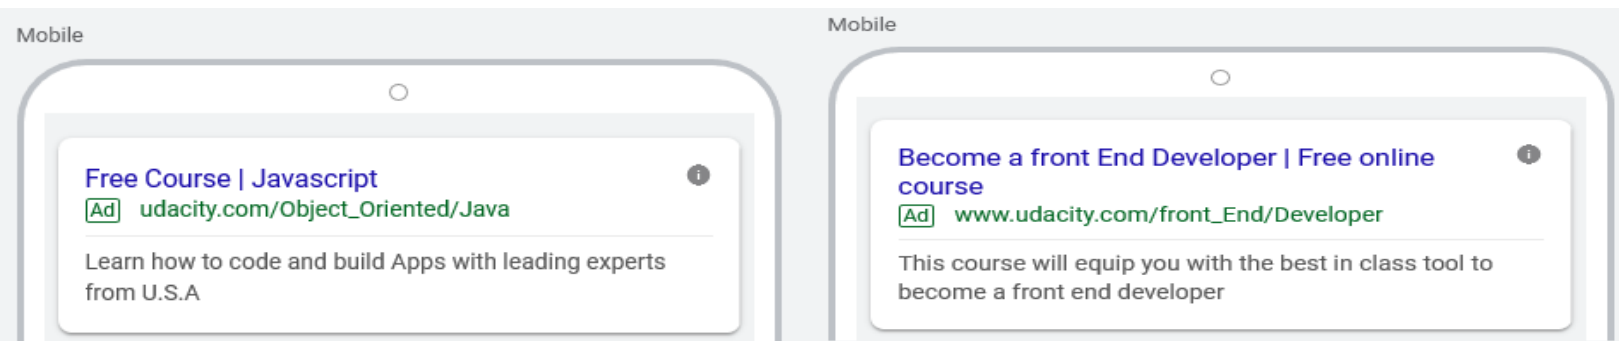 Mobile
Free Course | Javascript
Ad udacity.com/Object_Oriented/Java
Learn how to code and build Apps with leading experts
from U.S.A
Mobile
Become a front End Developer | Free online
course
Ad www.udacity.com/front_End/Developer
This course will equip you with the best in class tool to
become a front end developer